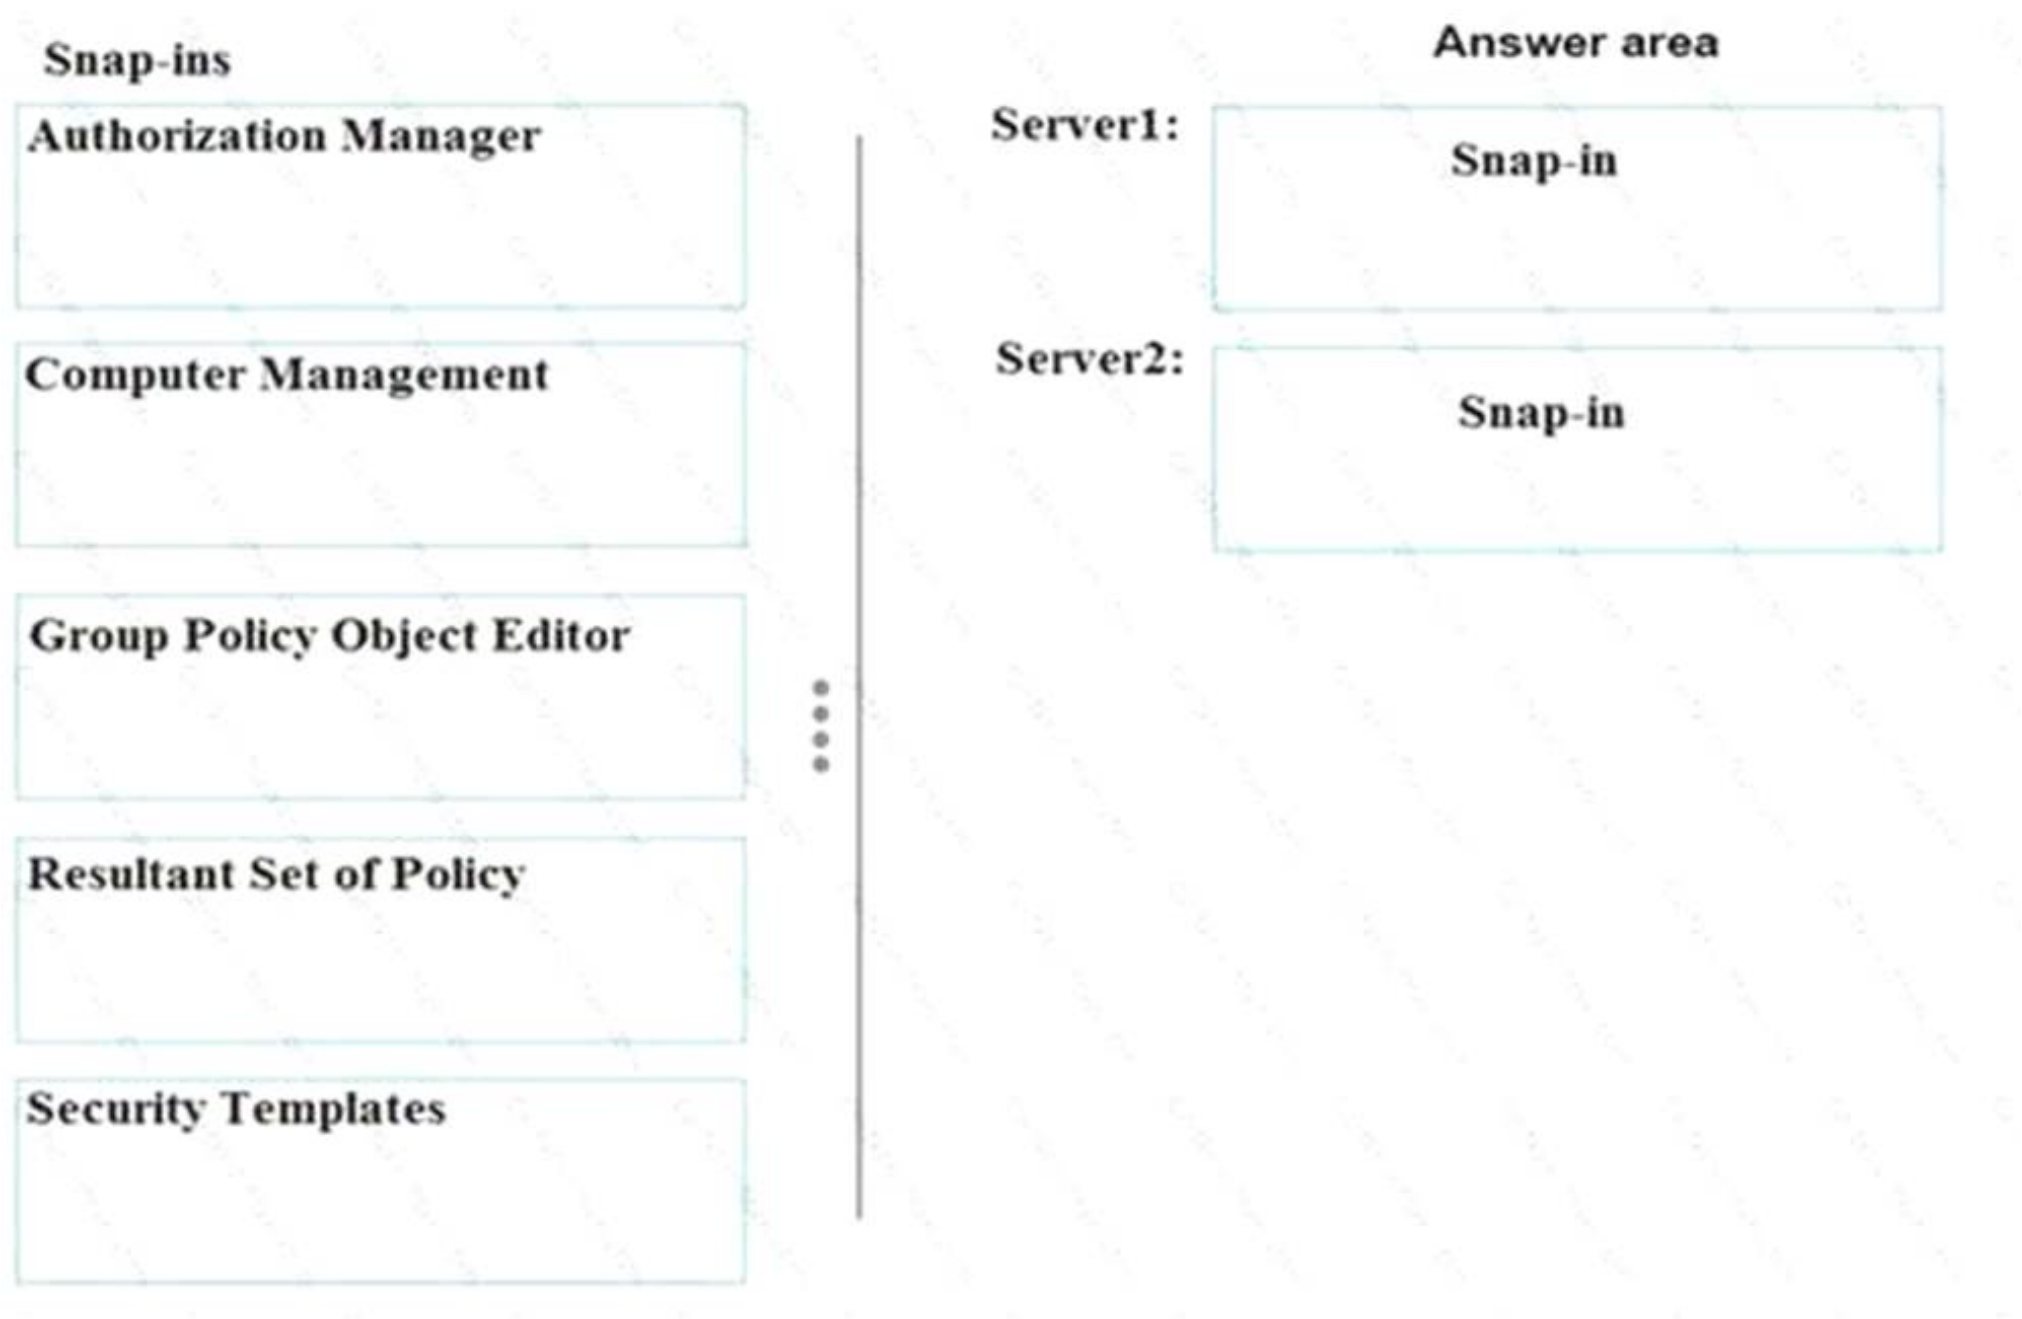 Snap-ins
Authorization Manager
Computer Management
Group Policy Object Editor
Resultant Set of Policy
Security Templates
Answer area
Server1:
Snap-in
Server2:
Snap-in